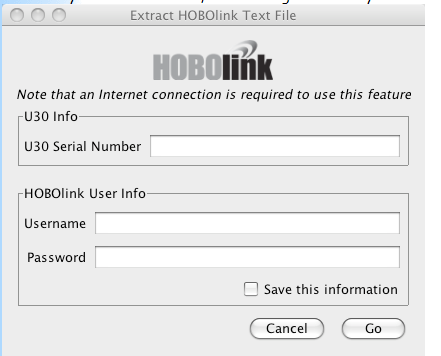 Extract HOBOlink Text File
HOBOlink
Note that an Internet connection is required to use this feature
U30 Info
U30 Serial Number
HOBOlink User Info
Username
Password
Save this information
Cancel Go